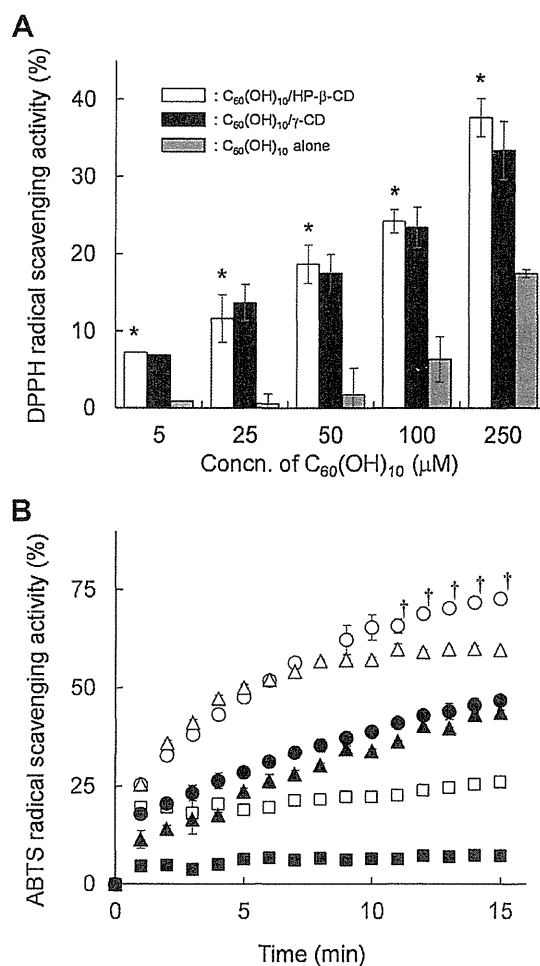 A
DPPH radical scavenging activity (%)
40
30
20
10
0
: C₆₀(OH)₁₀/HP-β-CD
: C₆₀(OH)₁₀/γ-CD
: C₆₀(OH)₁₀ alone
* * * * *
5 25 50 100 250
Concn. of C₆₀(OH)₁₀ (μM)
B
ABTS radical scavenging activity (%)
75
50
25
0
† † † † †
0 5 10 15
Time (min)